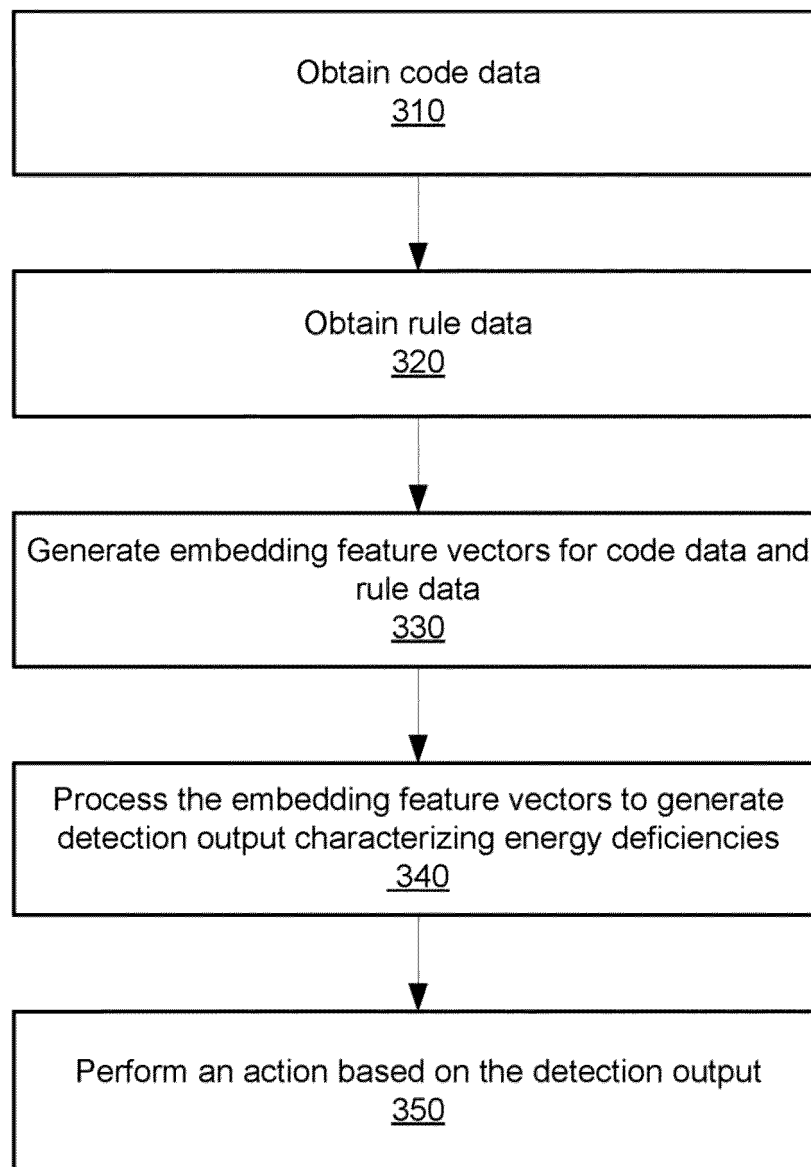 Obtain code data
310
Obtain rule data
320
Generate embedding feature vectors for code data and
rule data
330
Process the embedding feature vectors to generate
detection output characterizing energy deficiencies
340
Perform an action based on the detection output
350